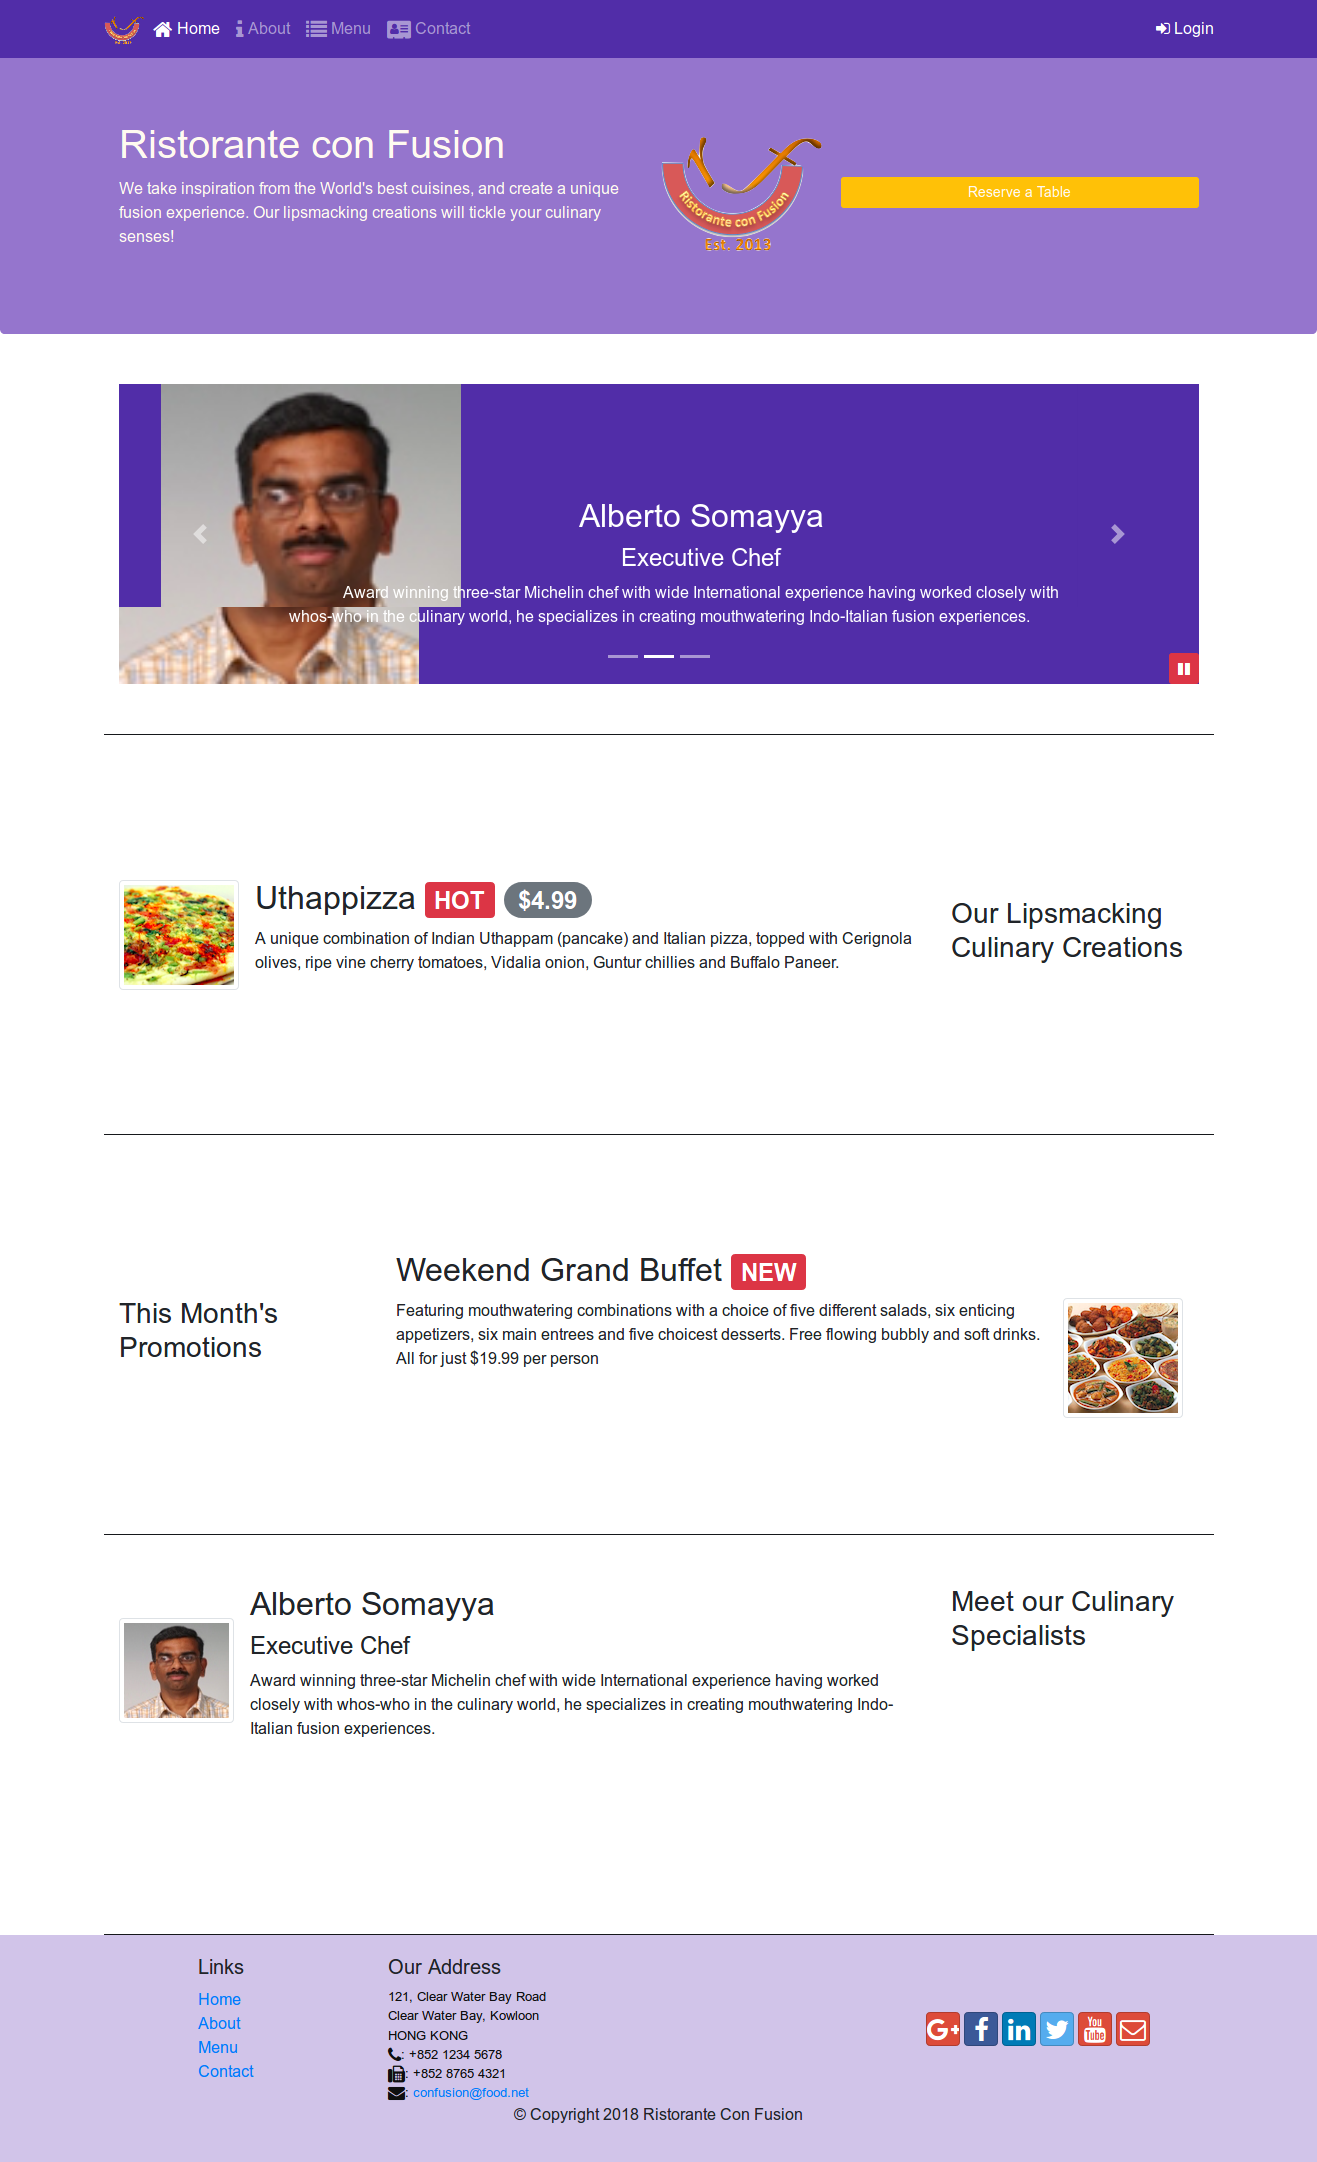 Home About Menu Contact Login
Ristorante con Fusion
We take inspiration from the World's best cuisines, and create a unique
fusion experience. Our lipsmacking creations will tickle your culinary
senses!
Ristorante con Fusion
Est. 2013
Reserve a Table
Alberto Somayya
Executive Chef
Award winning three-star Michelin chef with wide International experience having worked closely with
whos-who in the culinary world, he specializes in creating mouthwatering Indo-Italian fusion experiences.
Uthappizza HOT $4.99
A unique combination of Indian Uthappam (pancake) and Italian pizza, topped with Cerignola
olives, ripe vine cherry tomatoes, Vidalia onion, Guntur chillies and Buffalo Paneer.
Our Lipsmacking
Culinary Creations
This Month's
Promotions
Weekend Grand Buffet NEW
Featuring mouthwatering combinations with a choice of five different salads, six enticing
appetizers, six main entrees and five choicest desserts. Free flowing bubbly and soft drinks.
All for just $19.99 per person
Alberto Somayya
Executive Chef
Award winning three-star Michelin chef with wide International experience having worked
closely with whos-who in the culinary world, he specializes in creating mouthwatering Indo-
Italian fusion experiences.
Meet our Culinary
Specialists
Links
Home
About
Menu
Contact
Our Address
121, Clear Water Bay Road
Clear Water Bay, Kowloon
HONG KONG
: +852 1234 5678
: +852 8765 4321
: confusion@food.net
G+ f in You Tube
© Copyright 2018 Ristorante Con Fusion